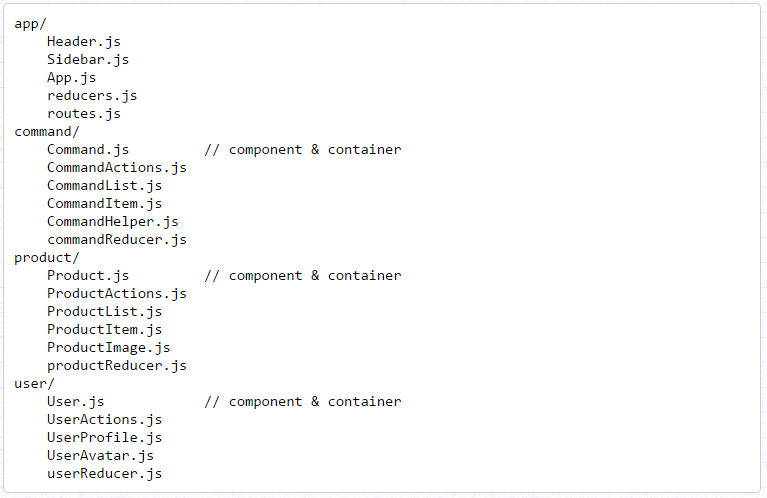 app/
    Header.js
    Sidebar.js
    App.js
    reducers.js
    routes.js
command/
    Command.js         // component & container
    CommandActions.js
    CommandList.js
    CommandItem.js
    CommandHelper.js
    commandReducer.js
product/
    Product.js         // component & container
    ProductActions.js
    ProductList.js
    ProductItem.js
    ProductImage.js
    productReducer.js
user/
    User.js            // component & container
    UserActions.js
    UserProfile.js
    UserAvatar.js
    userReducer.js